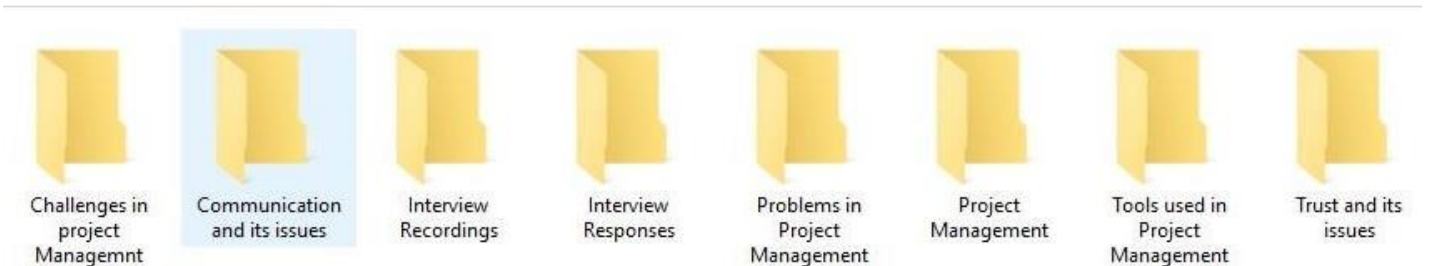 Challenges in
project
Managemnt
Communication
and its issues
Interview
Recordings
Interview
Responses
Problems in
Project
Management
Project
Management
Tools used in
Project
Management
Trust and its
issues